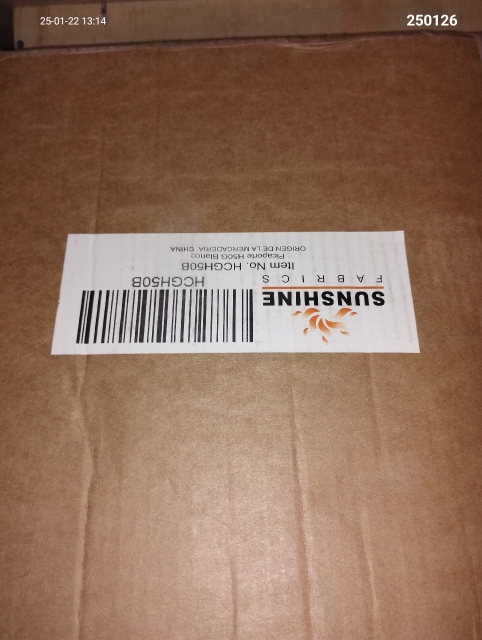 25-01-22 13:14
250126
SUNSHINE
FABRICS
HCGH50B
Item No. HCGH50B
Picaporte H50G Blanco
ORIGEN DE LA MERCADERIA: CHINA